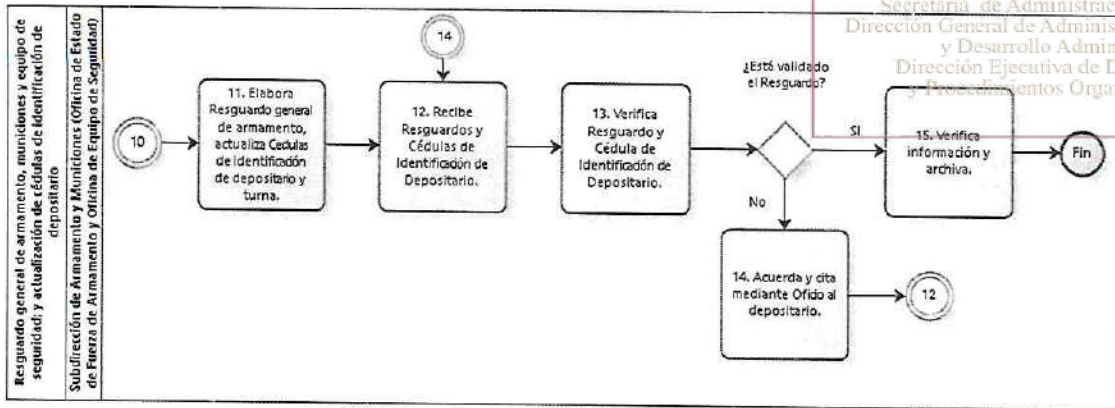 Secretaría de Administrac
Dirección General de Adminis
y Desarrollo Admin
Dirección Ejecutiva de D
y Procedimientos Orga
Resguardo general de armamento, municiones y equipo de
seguridad; y actualización de cédulas de identificación de
depositario
Subdirección de Armamento y Municiones (Oficina de Estado
de Fuerza de Armamento y Oficina de Equipo de Seguridad)
10
11. Elabora
Resguardo general
de armamento,
actualiza Cedulas
de identificación
de depositario y
turna.
14
12. Recibe
Resguardos y
Cédulas de
Identificación de
Depositario.
13. Verifica
Resguardo y
Cédula de
Identificación de
Depositario.
¿Esté validado
el Resguardo?
SI
15. Verifica
información y
archiva.
Fin
No
14. Acuerda y cita
mediante Oficio al
depositario.
12